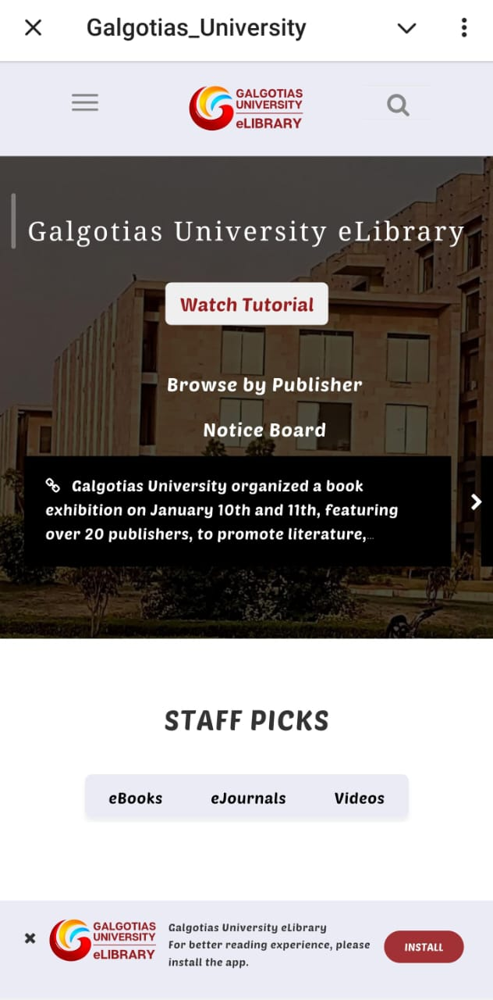 Galgotias_University
GALGOTIAS
UNIVERSITY
eLIBRARY
Galgotias University eLibrary
Watch Tutorial
Browse by Publisher
Notice Board
Galgotias University organized a book
exhibition on January 10th and 11th, featuring
over 20 publishers, to promote literature,...
STAFF PICKS
eBooks eJournals Videos
GALGOTIAS
UNIVERSITY
eLIBRARY
Galgotias University eLibrary
For better reading experience, please
install the app.
INSTALL